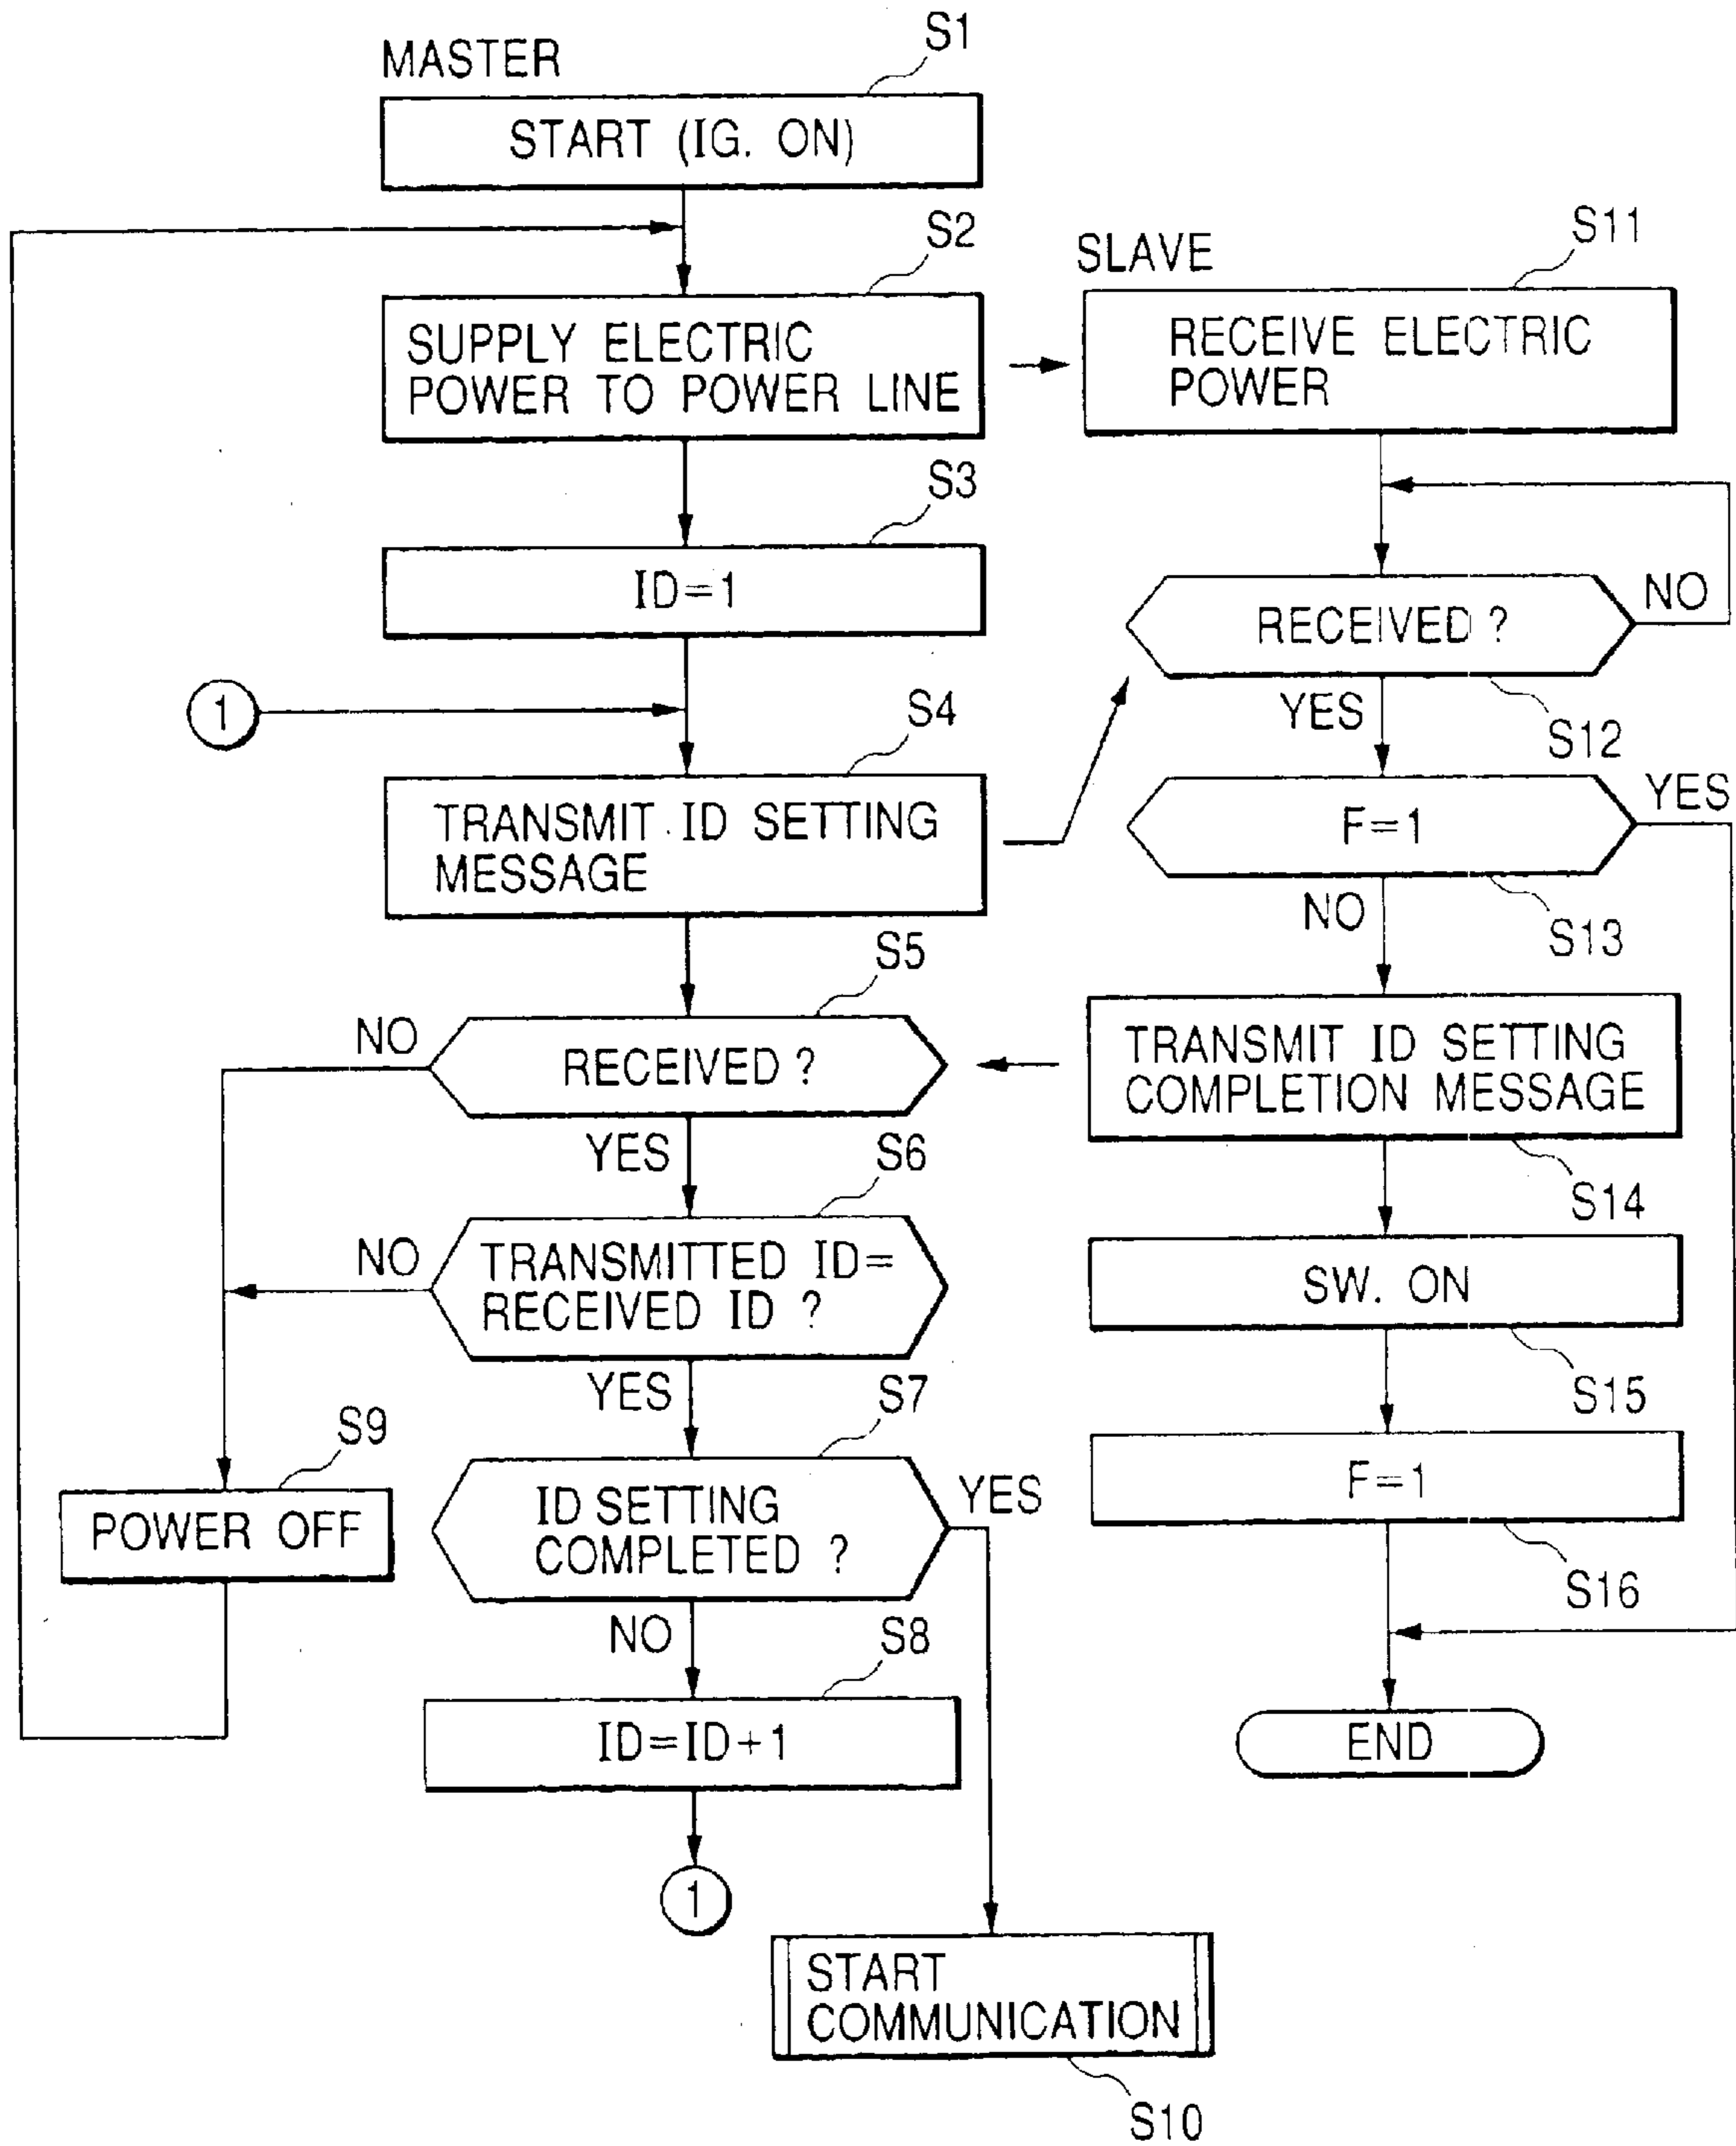 MASTER
S1
START (IG. ON)
S2
SUPPLY ELECTRIC
POWER TO POWER LINE
S3
ID=1
1
S4
TRANSMIT ID SETTING
MESSAGE
S5
NO
RECEIVED ?
YES
S6
NO
TRANSMITTED ID=
RECEIVED ID ?
YES
S7
S9
POWER OFF
ID SETTING
COMPLETED ?
YES
NO
S8
ID=ID+1
1
START
COMMUNICATION
S10
SLAVE
S11
RECEIVE ELECTRIC
POWER
RECEIVED ?
NO
YES
S12
F=1
YES
NO
S13
TRANSMIT ID SETTING
COMPLETION MESSAGE
S14
SW. ON
S15
F=1
S16
END